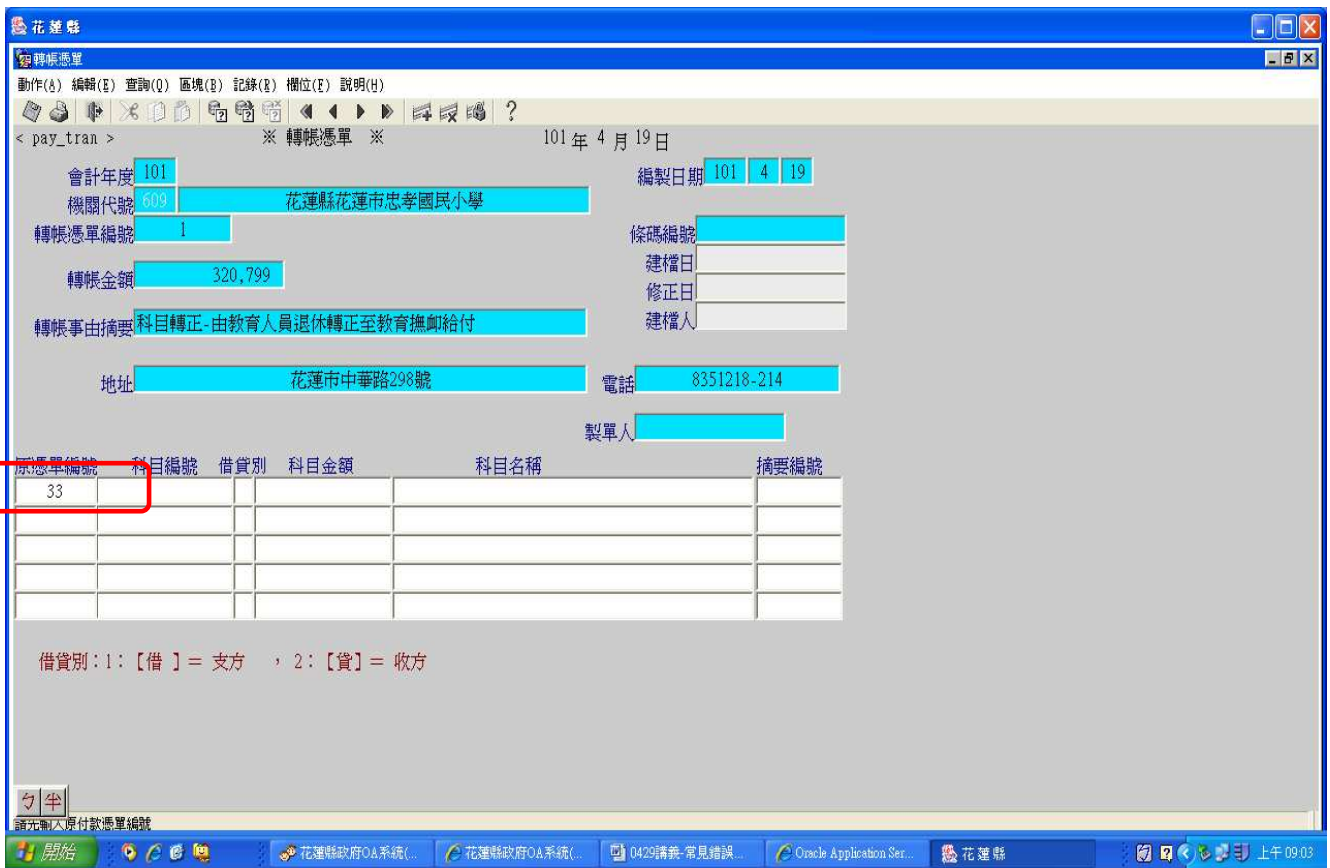 花蓮縣
轉帳憑單
動作(A) 編輯(E) 查詢(Q) 區塊(B) 記錄(R) 欄位(F) 說明(H)
< pay_tran > ※ 轉帳憑單 ※ 101 年 4 月 19 日
會計年度 101 編製日期 101 4 19
機關代號 609 花蓮縣花蓮市忠孝國民小學
轉帳憑單編號 1 條碼編號
建檔日
轉帳金額 320,799
修正日
轉帳事由摘要 科目轉正-由教育人員退休轉正至教育撫卹給付 建檔人
地址 花蓮市中華路298號 電話 8351218-214
製單人
原憑單編號 科目編號 借貸別 科目金額 科目名稱 摘要編號
33
借貸別：1：【借 】= 支方 ，2：【貸】= 收方
ㄅ 半
請先輸入原付款憑單編號
開始 花蓮縣政府OA系統(... 花蓮縣政府OA系統(... 0429講義-常見錯誤... Oracle Application Ser... 花蓮縣 上午 09:03